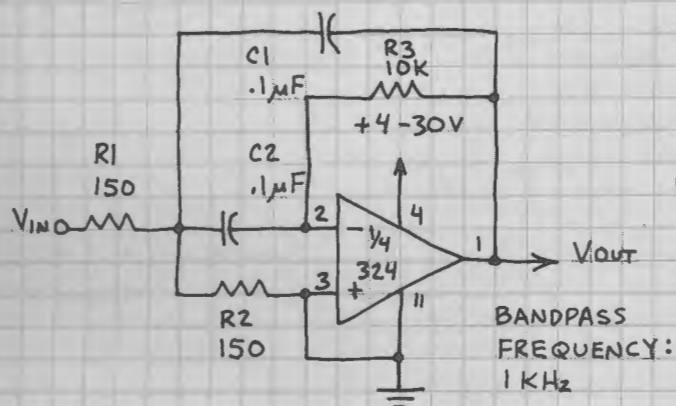 C1
.1µF
R3
10K
+4-30V
R1
150
C2
.1µF
VIN
2
-
4
1/4
324
1
VOUT
3
+
11
R2
150
BANDPASS
FREQUENCY:
1 KHz